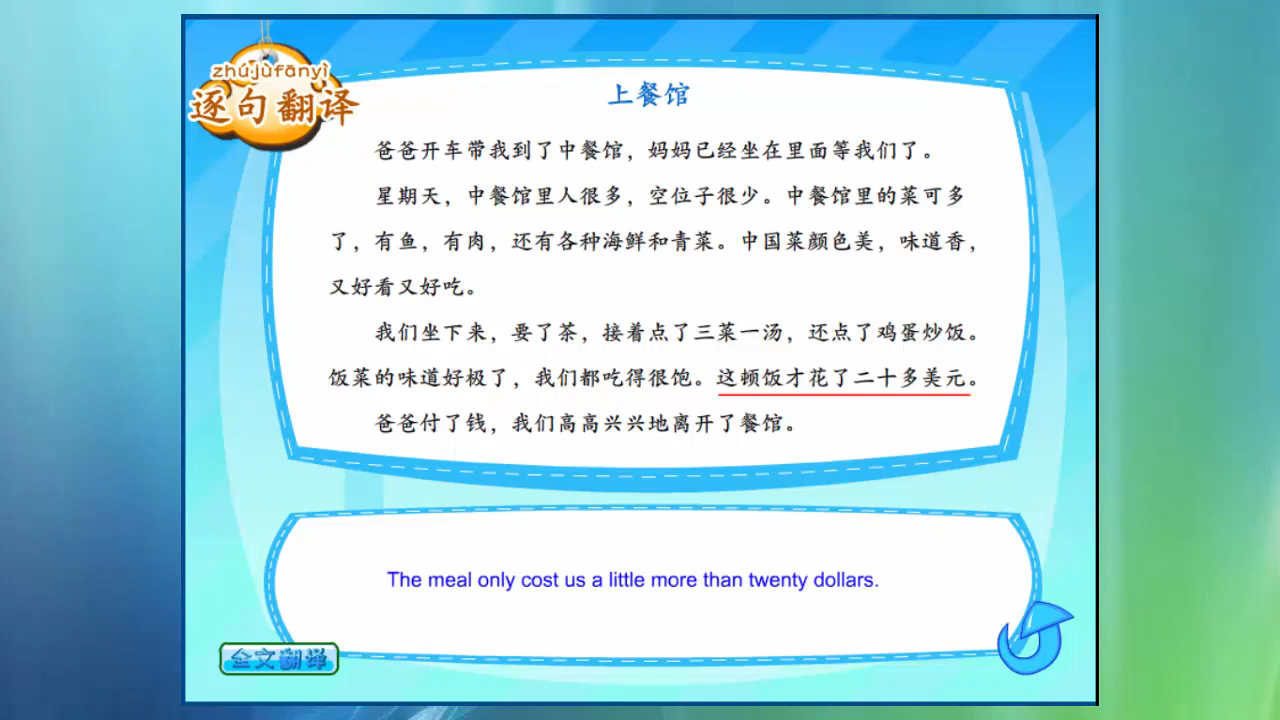 zhújùfānyì
逐句翻译
上餐馆
爸爸开车带我到了中餐馆，妈妈已经坐在里面等我们了。
星期天，中餐馆里人很多，空位子很少。中餐馆里的菜可多
了，有鱼，有肉，还有各种海鲜和青菜。中国菜颜色美，味道香，
又好看又好吃。
我们坐下来，要了茶，接着点了三菜一汤，还点了鸡蛋炒饭。
饭菜的味道好极了，我们都吃得很饱。这顿饭才花了二十多美元。
爸爸付了钱，我们高高兴兴地离开了餐馆。
The meal only cost us a little more than twenty dollars.
全文翻译